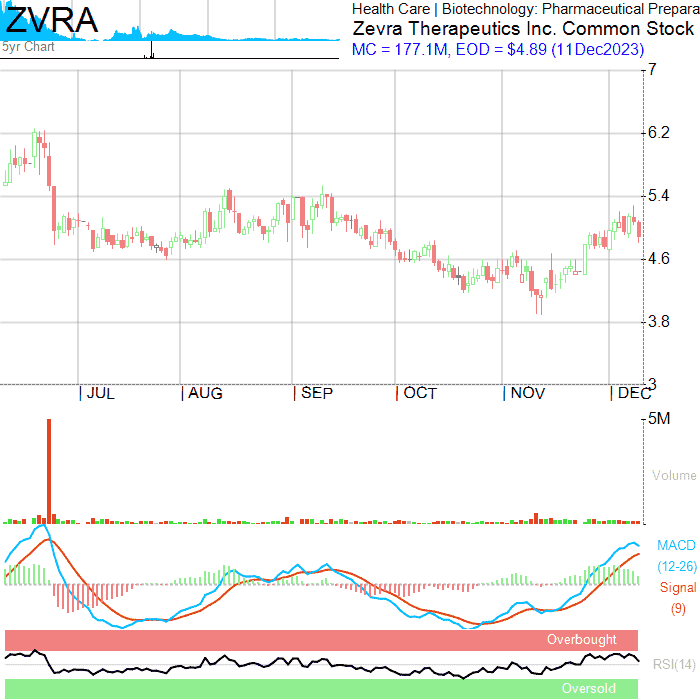 ZVRA
5yr Chart
Health Care | Biotechnology: Pharmaceutical Prepara
Zevra Therapeutics Inc. Common Stock
MC = 177.1M, EOD = $4.89 (11Dec2023)
7
6.2
5.4
4.6
3.8
3
| JUL | AUG | SEP | OCT | NOV | DEC
5M
Volume
MACD
(12-26)
Signal
(9)
Overbought
RSI(14)
Oversold